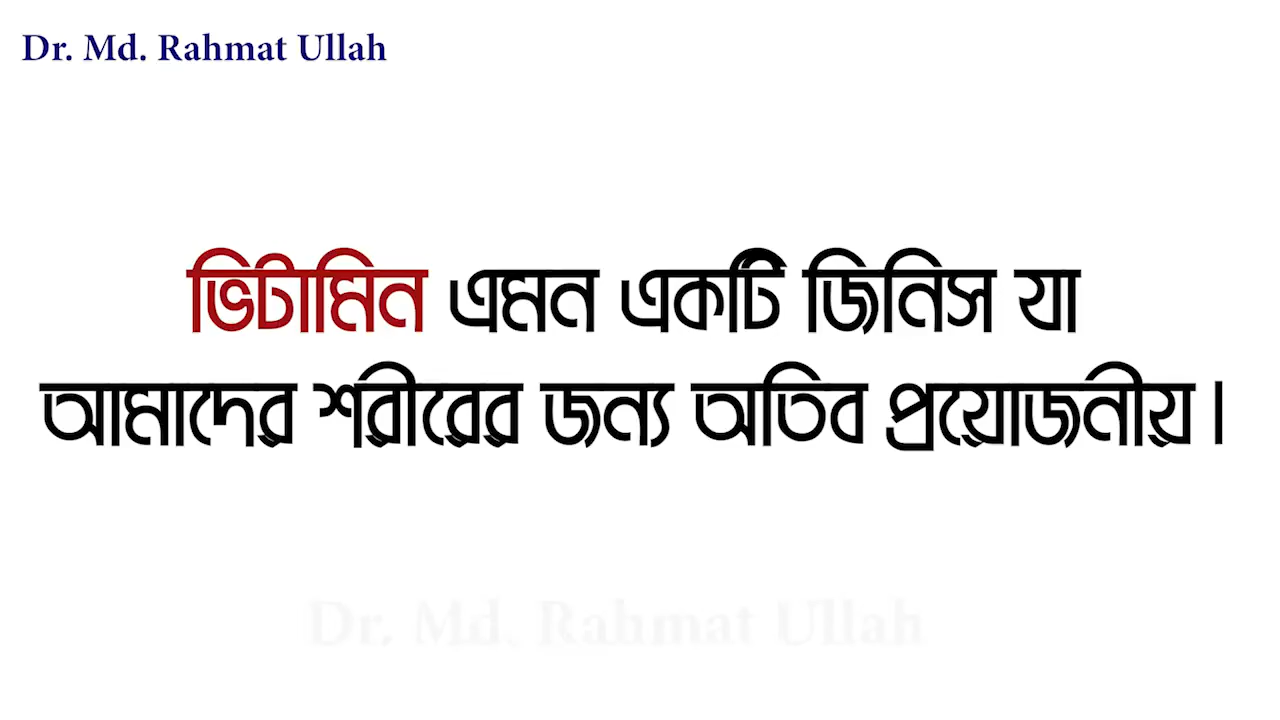 Dr. Md. Rahmat Ullah
ভিটামিন এমন একটি জিনিস যা
আমাদের শরীরের জন্য অতিব প্রয়োজনীয়।
Dr. Md. Rahmat Ullah